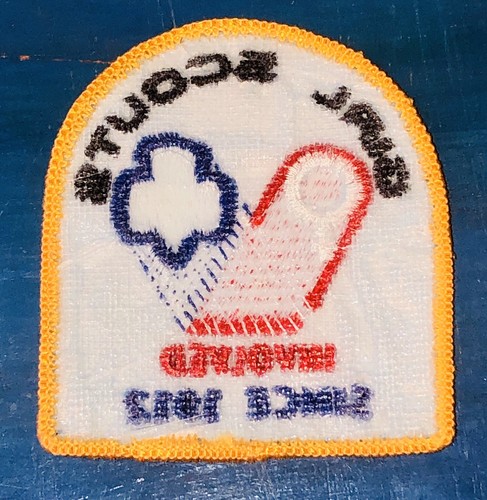 GIRL SCOUTS
INVOLVED
SINCE 1912